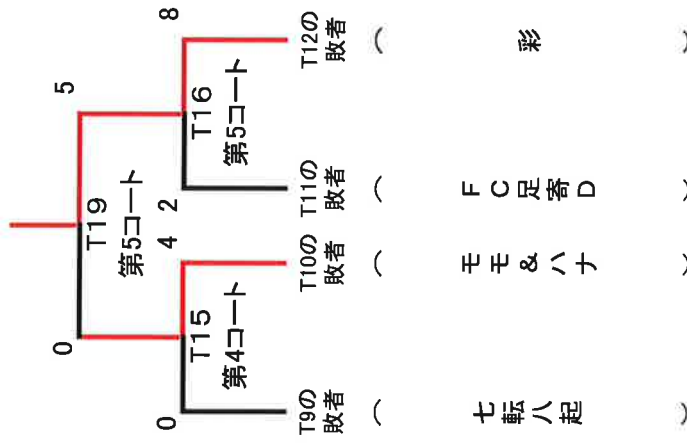 5
0
T19
第5コート
8
2
T16
第5コート
4
0
T15
第4コート
T12の
敗者
(彩)
T11の
敗者
(FC足寄D)
T10の
敗者
(モモ&ハナ)
T9の
敗者
(七転八起)